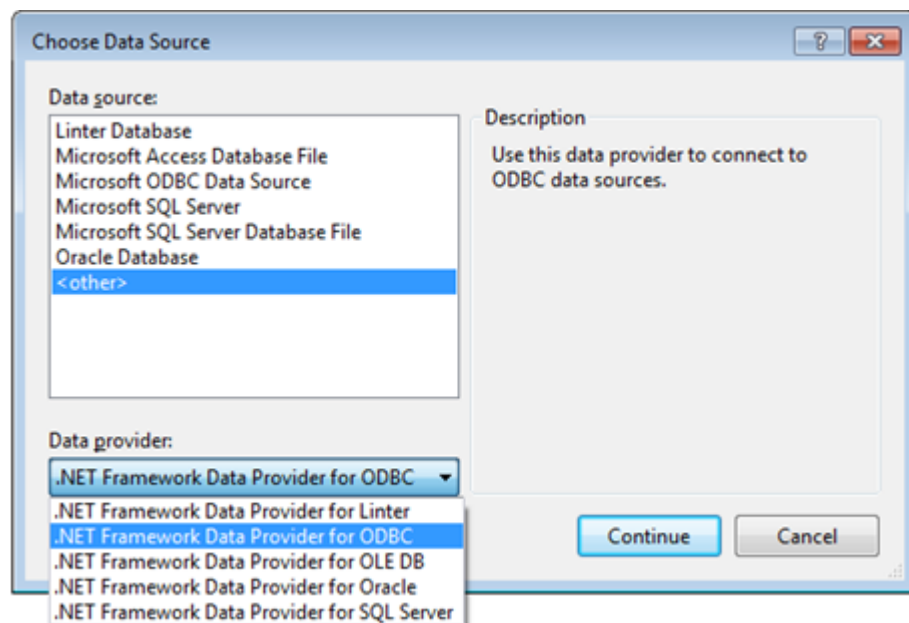 Choose Data Source
?
Data source:
Linter Database
Microsoft Access Database File
Microsoft ODBC Data Source
Microsoft SQL Server
Microsoft SQL Server Database File
Oracle Database
<other>
Description
Use this data provider to connect to
ODBC data sources.
Data provider:
.NET Framework Data Provider for ODBC
.NET Framework Data Provider for Linter
.NET Framework Data Provider for ODBC
.NET Framework Data Provider for OLE DB
.NET Framework Data Provider for Oracle
.NET Framework Data Provider for SQL Server
Continue
Cancel